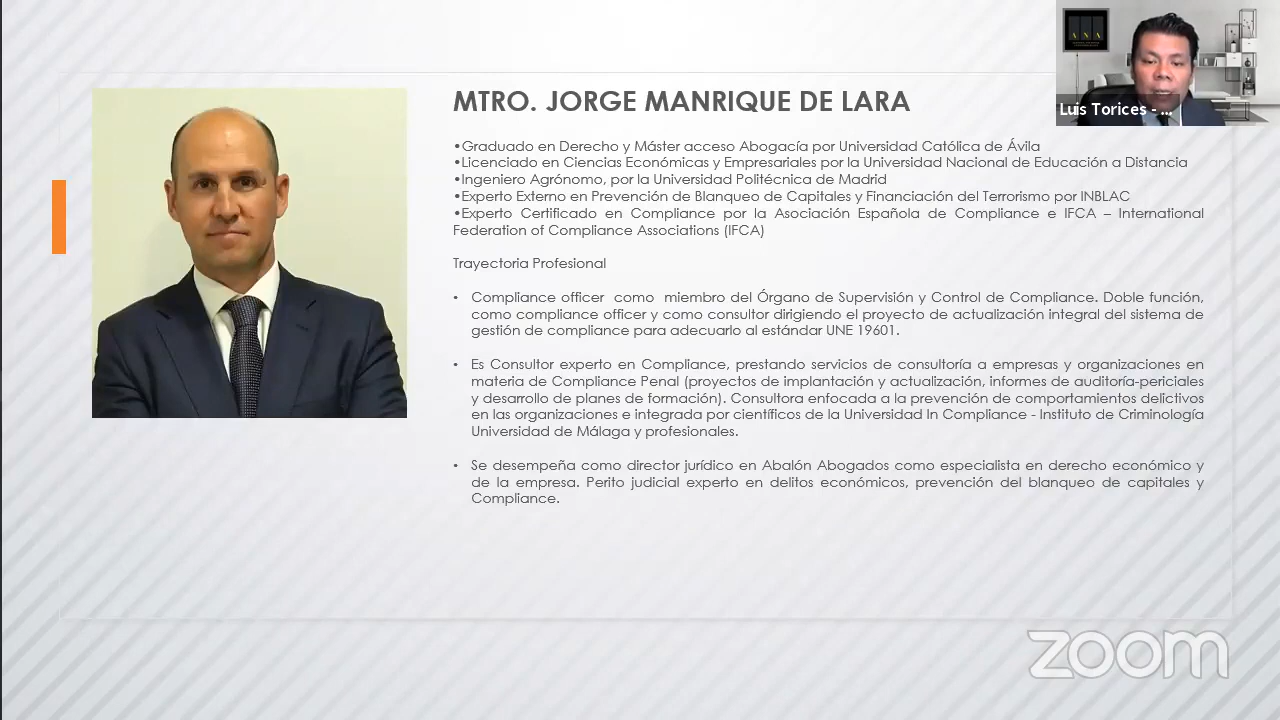 MTRO. JORGE MANRIQUE DE LARA
ANA
Luis Torices - ...
•Graduado en Derecho y Máster acceso Abogacía por Universidad Católica de Ávila
•Licenciado en Ciencias Económicas y Empresariales por la Universidad Nacional de Educación a Distancia
•Ingeniero Agrónomo, por la Universidad Politécnica de Madrid
•Experto Externo en Prevención de Blanqueo de Capitales y Financiación del Terrorismo por INBLAC
•Experto Certificado en Compliance por la Asociación Española de Compliance e IFCA – International
Federation of Compliance Associations (IFCA)
Trayectoria Profesional
• Compliance officer como miembro del Órgano de Supervisión y Control de Compliance. Doble función,
como compliance officer y como consultor dirigiendo el proyecto de actualización integral del sistema de
gestión de compliance para adecuarlo al estándar UNE 19601.
• Es Consultor experto en Compliance, prestando servicios de consultoría a empresas y organizaciones en
materia de Compliance Penal (proyectos de implantación y actualización, informes de auditoría-periciales
y desarrollo de planes de formación). Consultora enfocada a la prevención de comportamientos delictivos
en las organizaciones e integrada por científicos de la Universidad In Compliance - Instituto de Criminología
Universidad de Málaga y profesionales.
• Se desempeña como director jurídico en Abalón Abogados como especialista en derecho económico y
de la empresa. Perito judicial experto en delitos económicos, prevención del blanqueo de capitales y
Compliance.
zoom